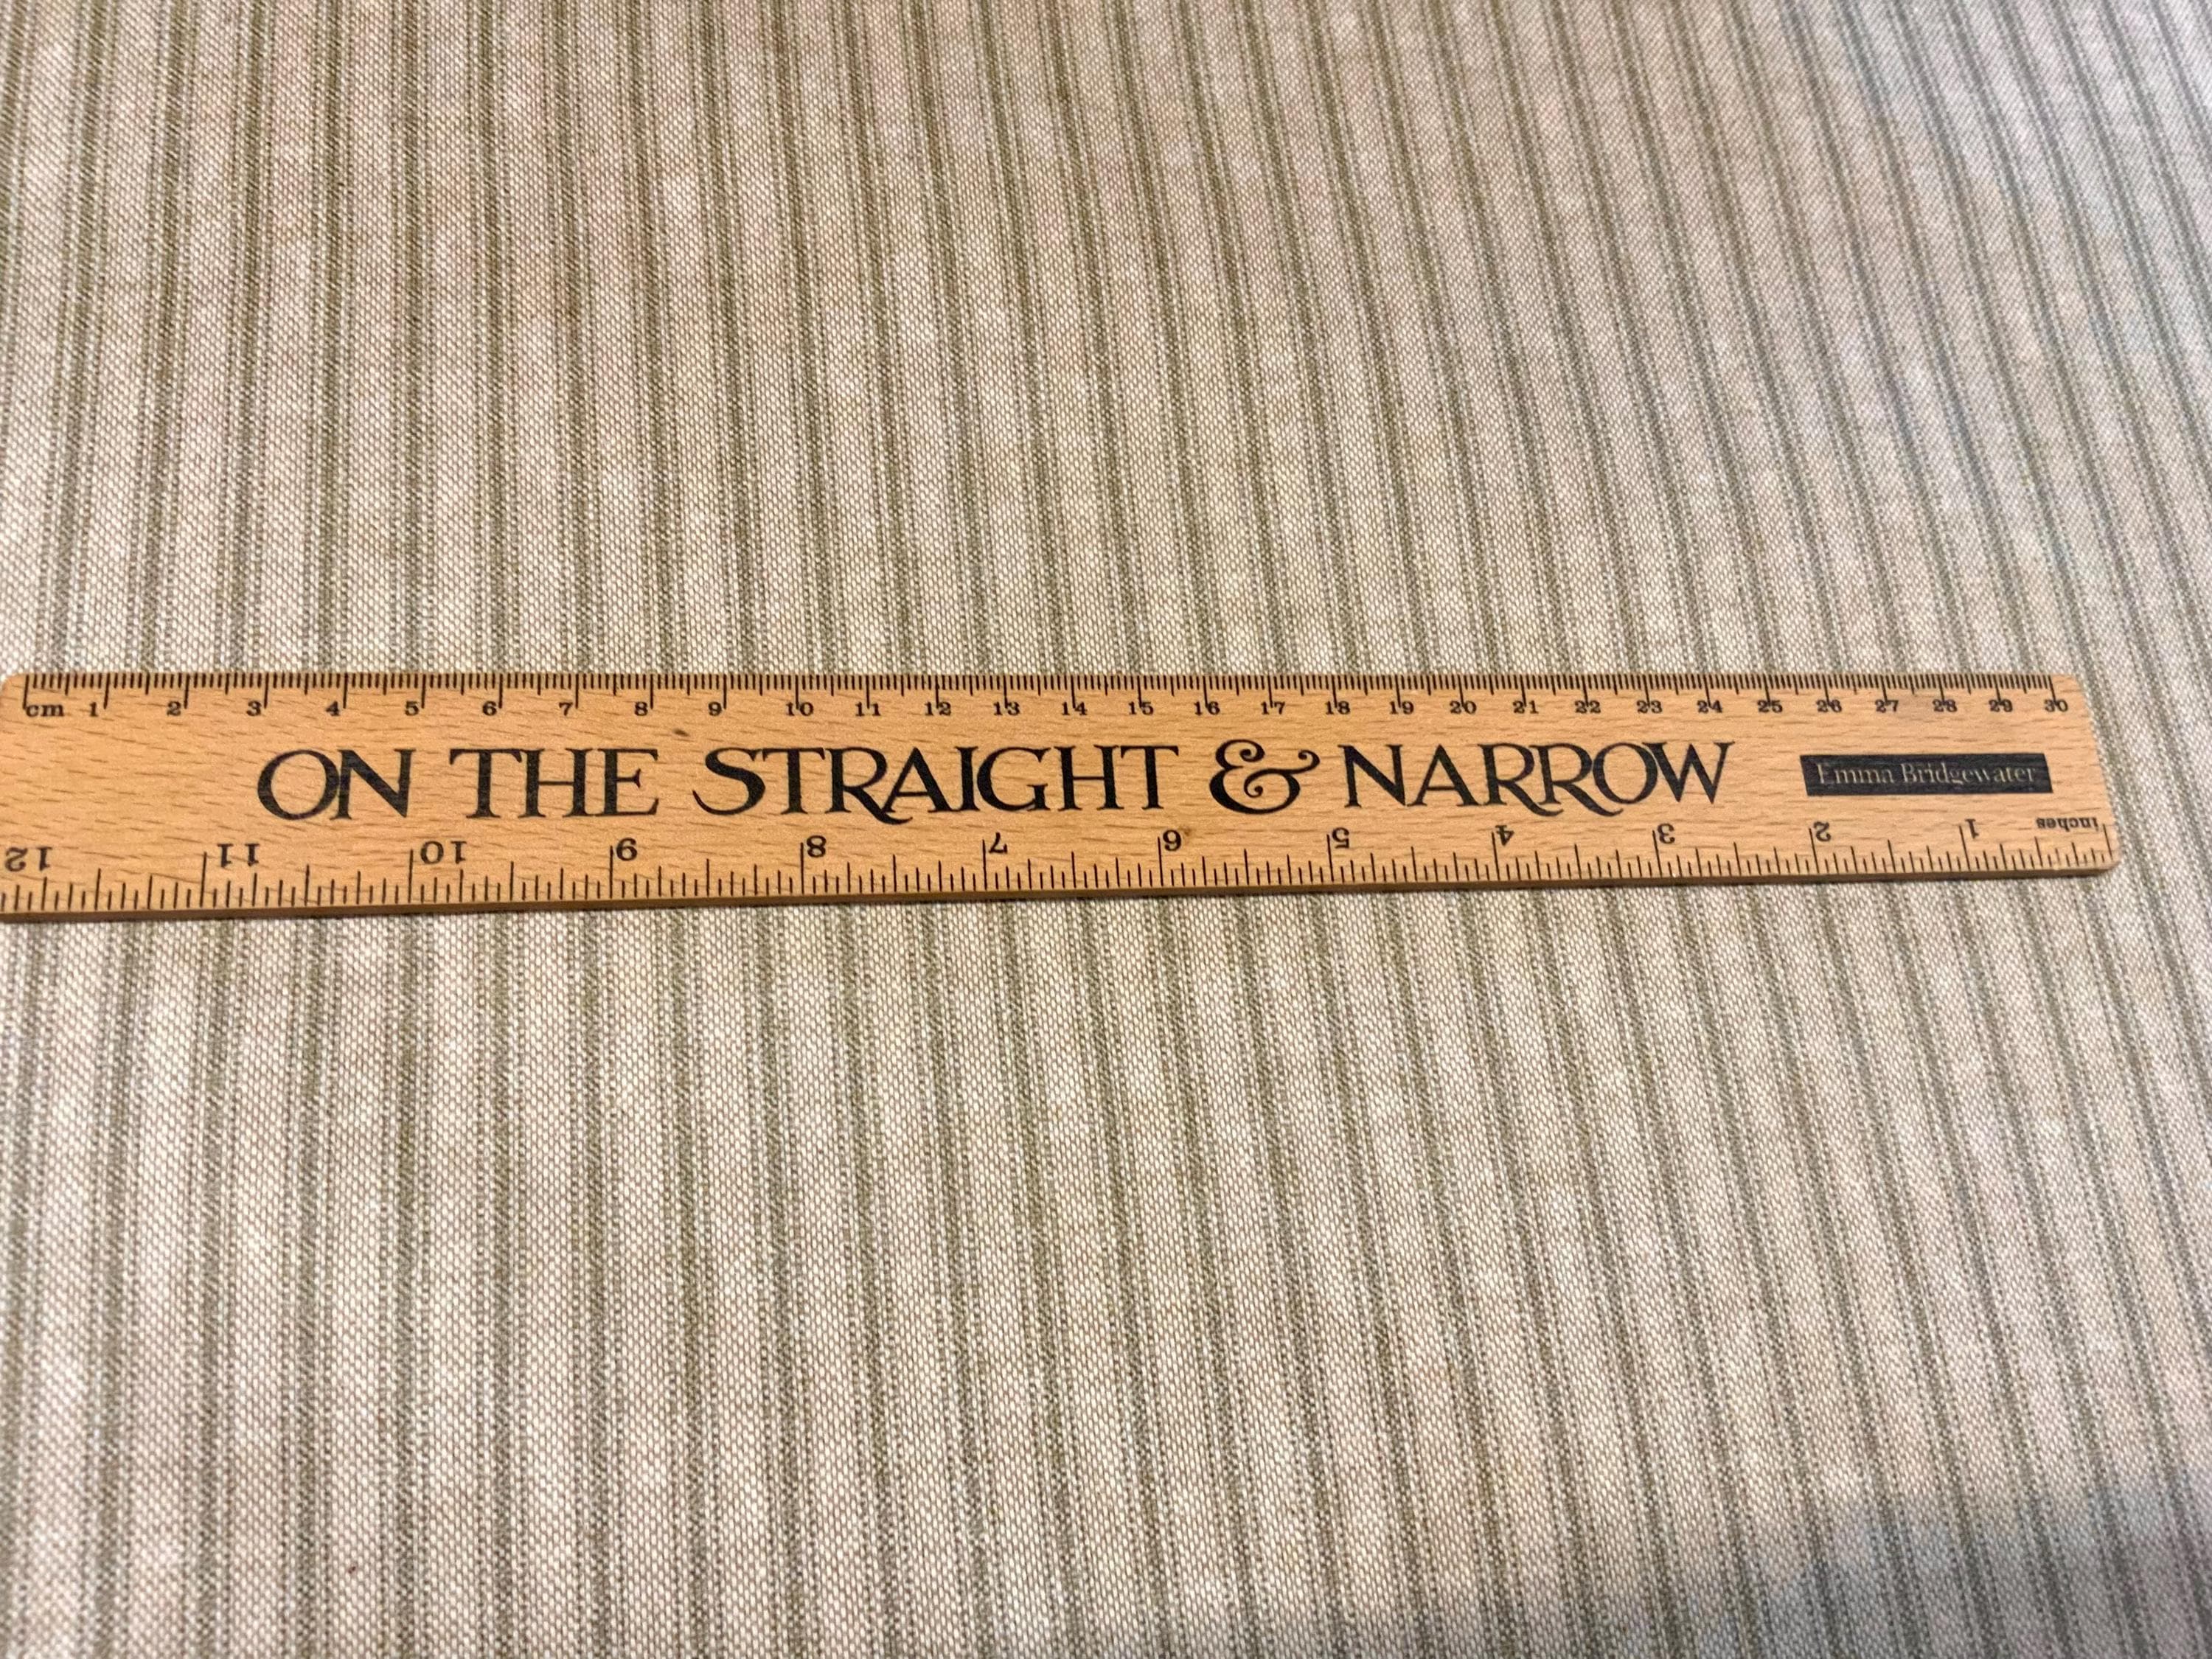 cm 1 2 3 4 5 6 7 8 9 10 11 12 13 14 15 16 17 18 19 20 21 22 23 24 25 26 27 28 29 30
ON THE STRAIGHT & NARROW
Emma Bridgewater
inches 1 2 3 4 5 6 7 8 9 10 11 12